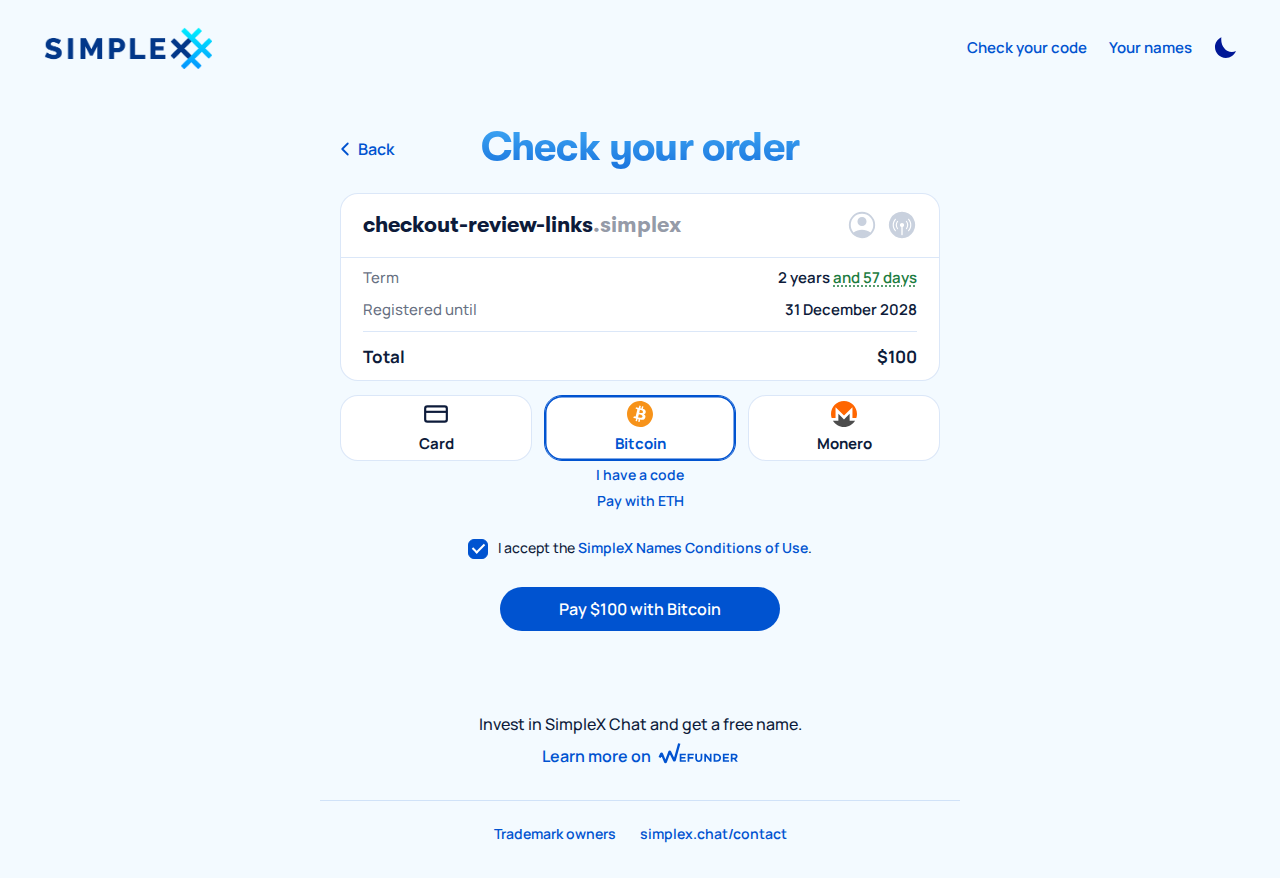 SIMPLEX
Check your code
Your names
Back
Check your order
checkout-review-links.simplex
Term
2 years and 57 days
Registered until
31 December 2028
Total
$100
Card
Bitcoin
Monero
I have a code
Pay with ETH
I accept the SimpleX Names Conditions of Use.
Pay $100 with Bitcoin
Invest in SimpleX Chat and get a free name.
Learn more on WEFUNDER
Trademark owners
simplex.chat/contact